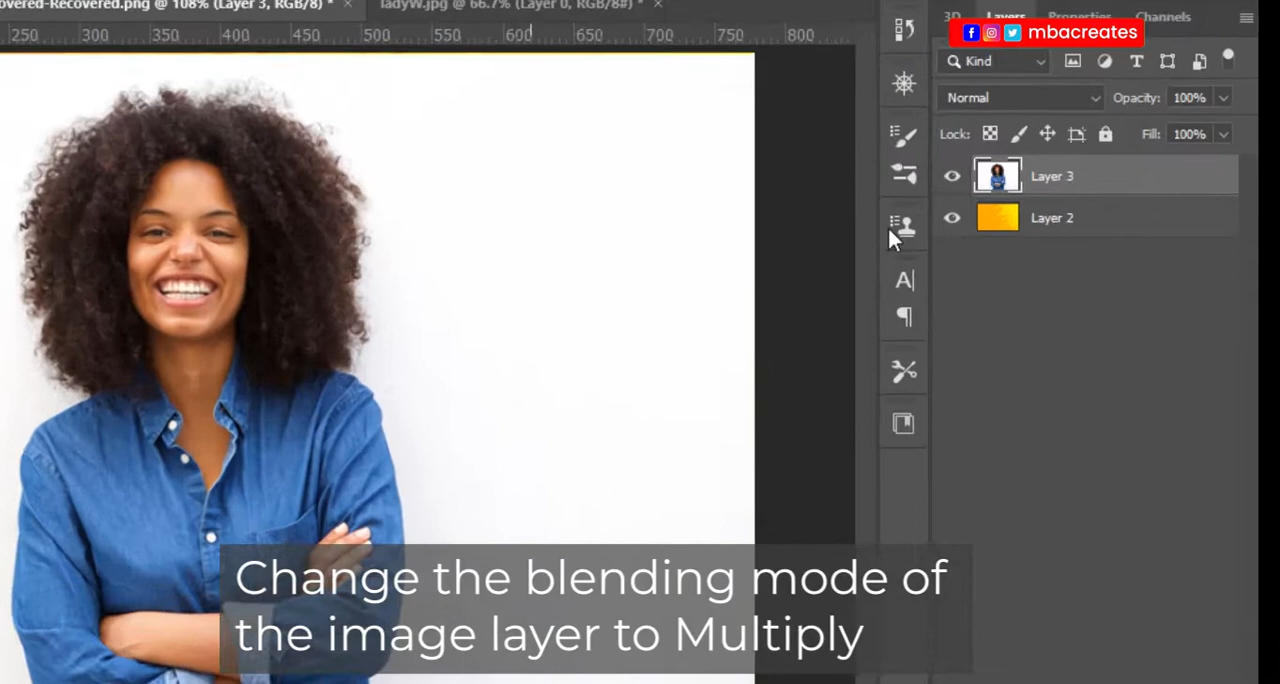 overed-Recovered.png @ 108% (Layer 3, RGB/8) * ×
ladyW.jpg @ 66.7% (Layer 0, RGB/8#) * ×
250 300 350 400 450 500 550 600 650 700 750 800
3D Layers Properties Channels
mbacreates
Kind
Normal Opacity: 100%
Lock: Fill: 100%
Layer 3
Layer 2
Change the blending mode of
the image layer to Multiply